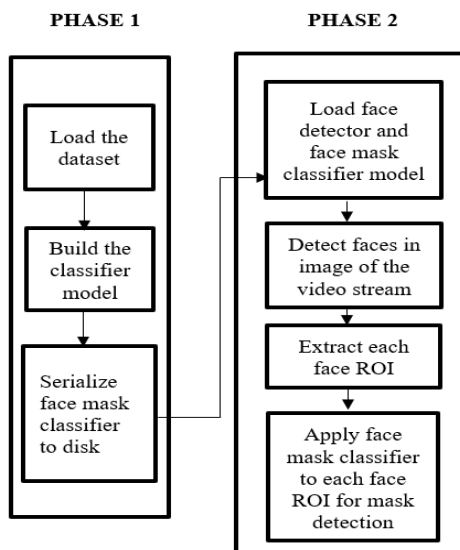 PHASE 1
Load the
dataset
Build the
classifier
model
Serialize
face mask
classifier
to disk
PHASE 2
Load face
detector and
face mask
classifier model
Detect faces in
image of the
video stream
Extract each
face ROI
Apply face
mask classifier
to each face
ROI for mask
detection